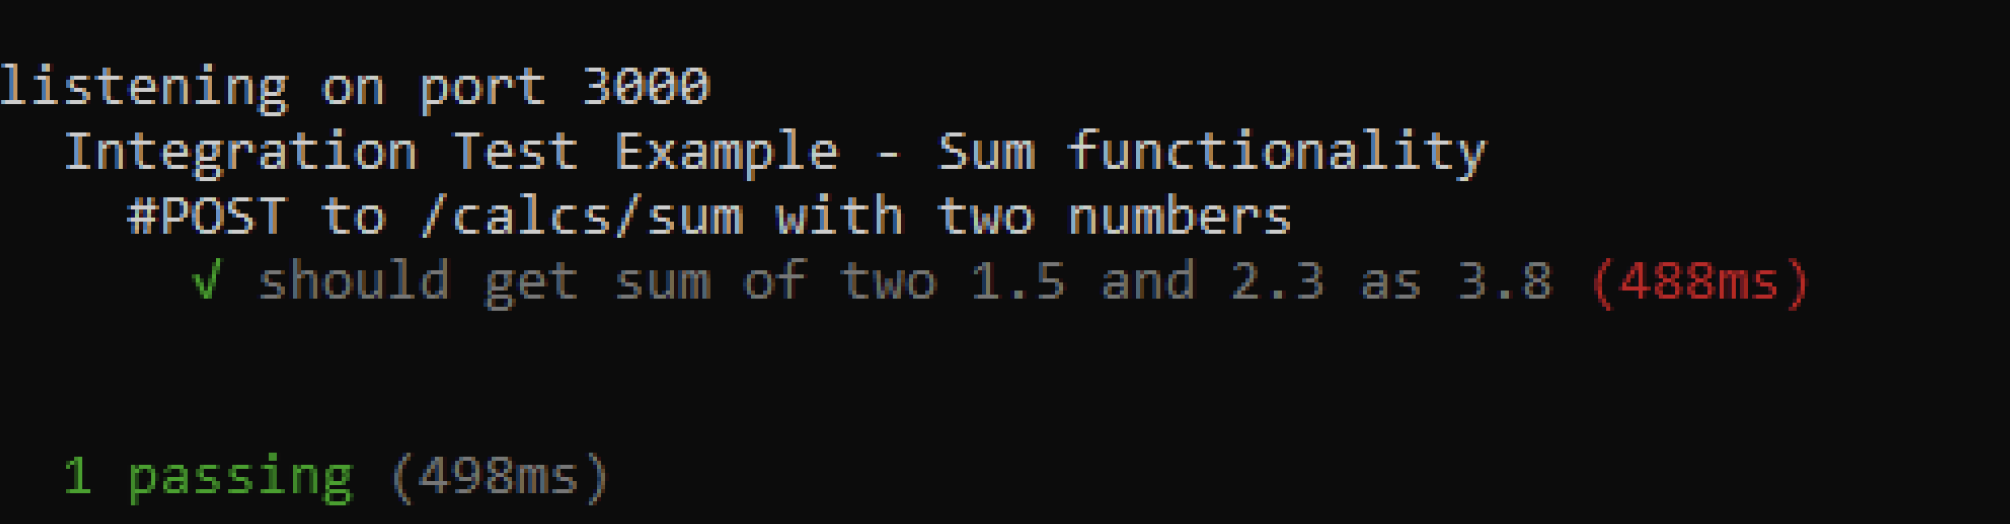 listening on port 3000
Integration Test Example - Sum functionality
#POST to /calcs/sum with two numbers
√ should get sum of two 1.5 and 2.3 as 3.8 (488ms)
1 passing (498ms)